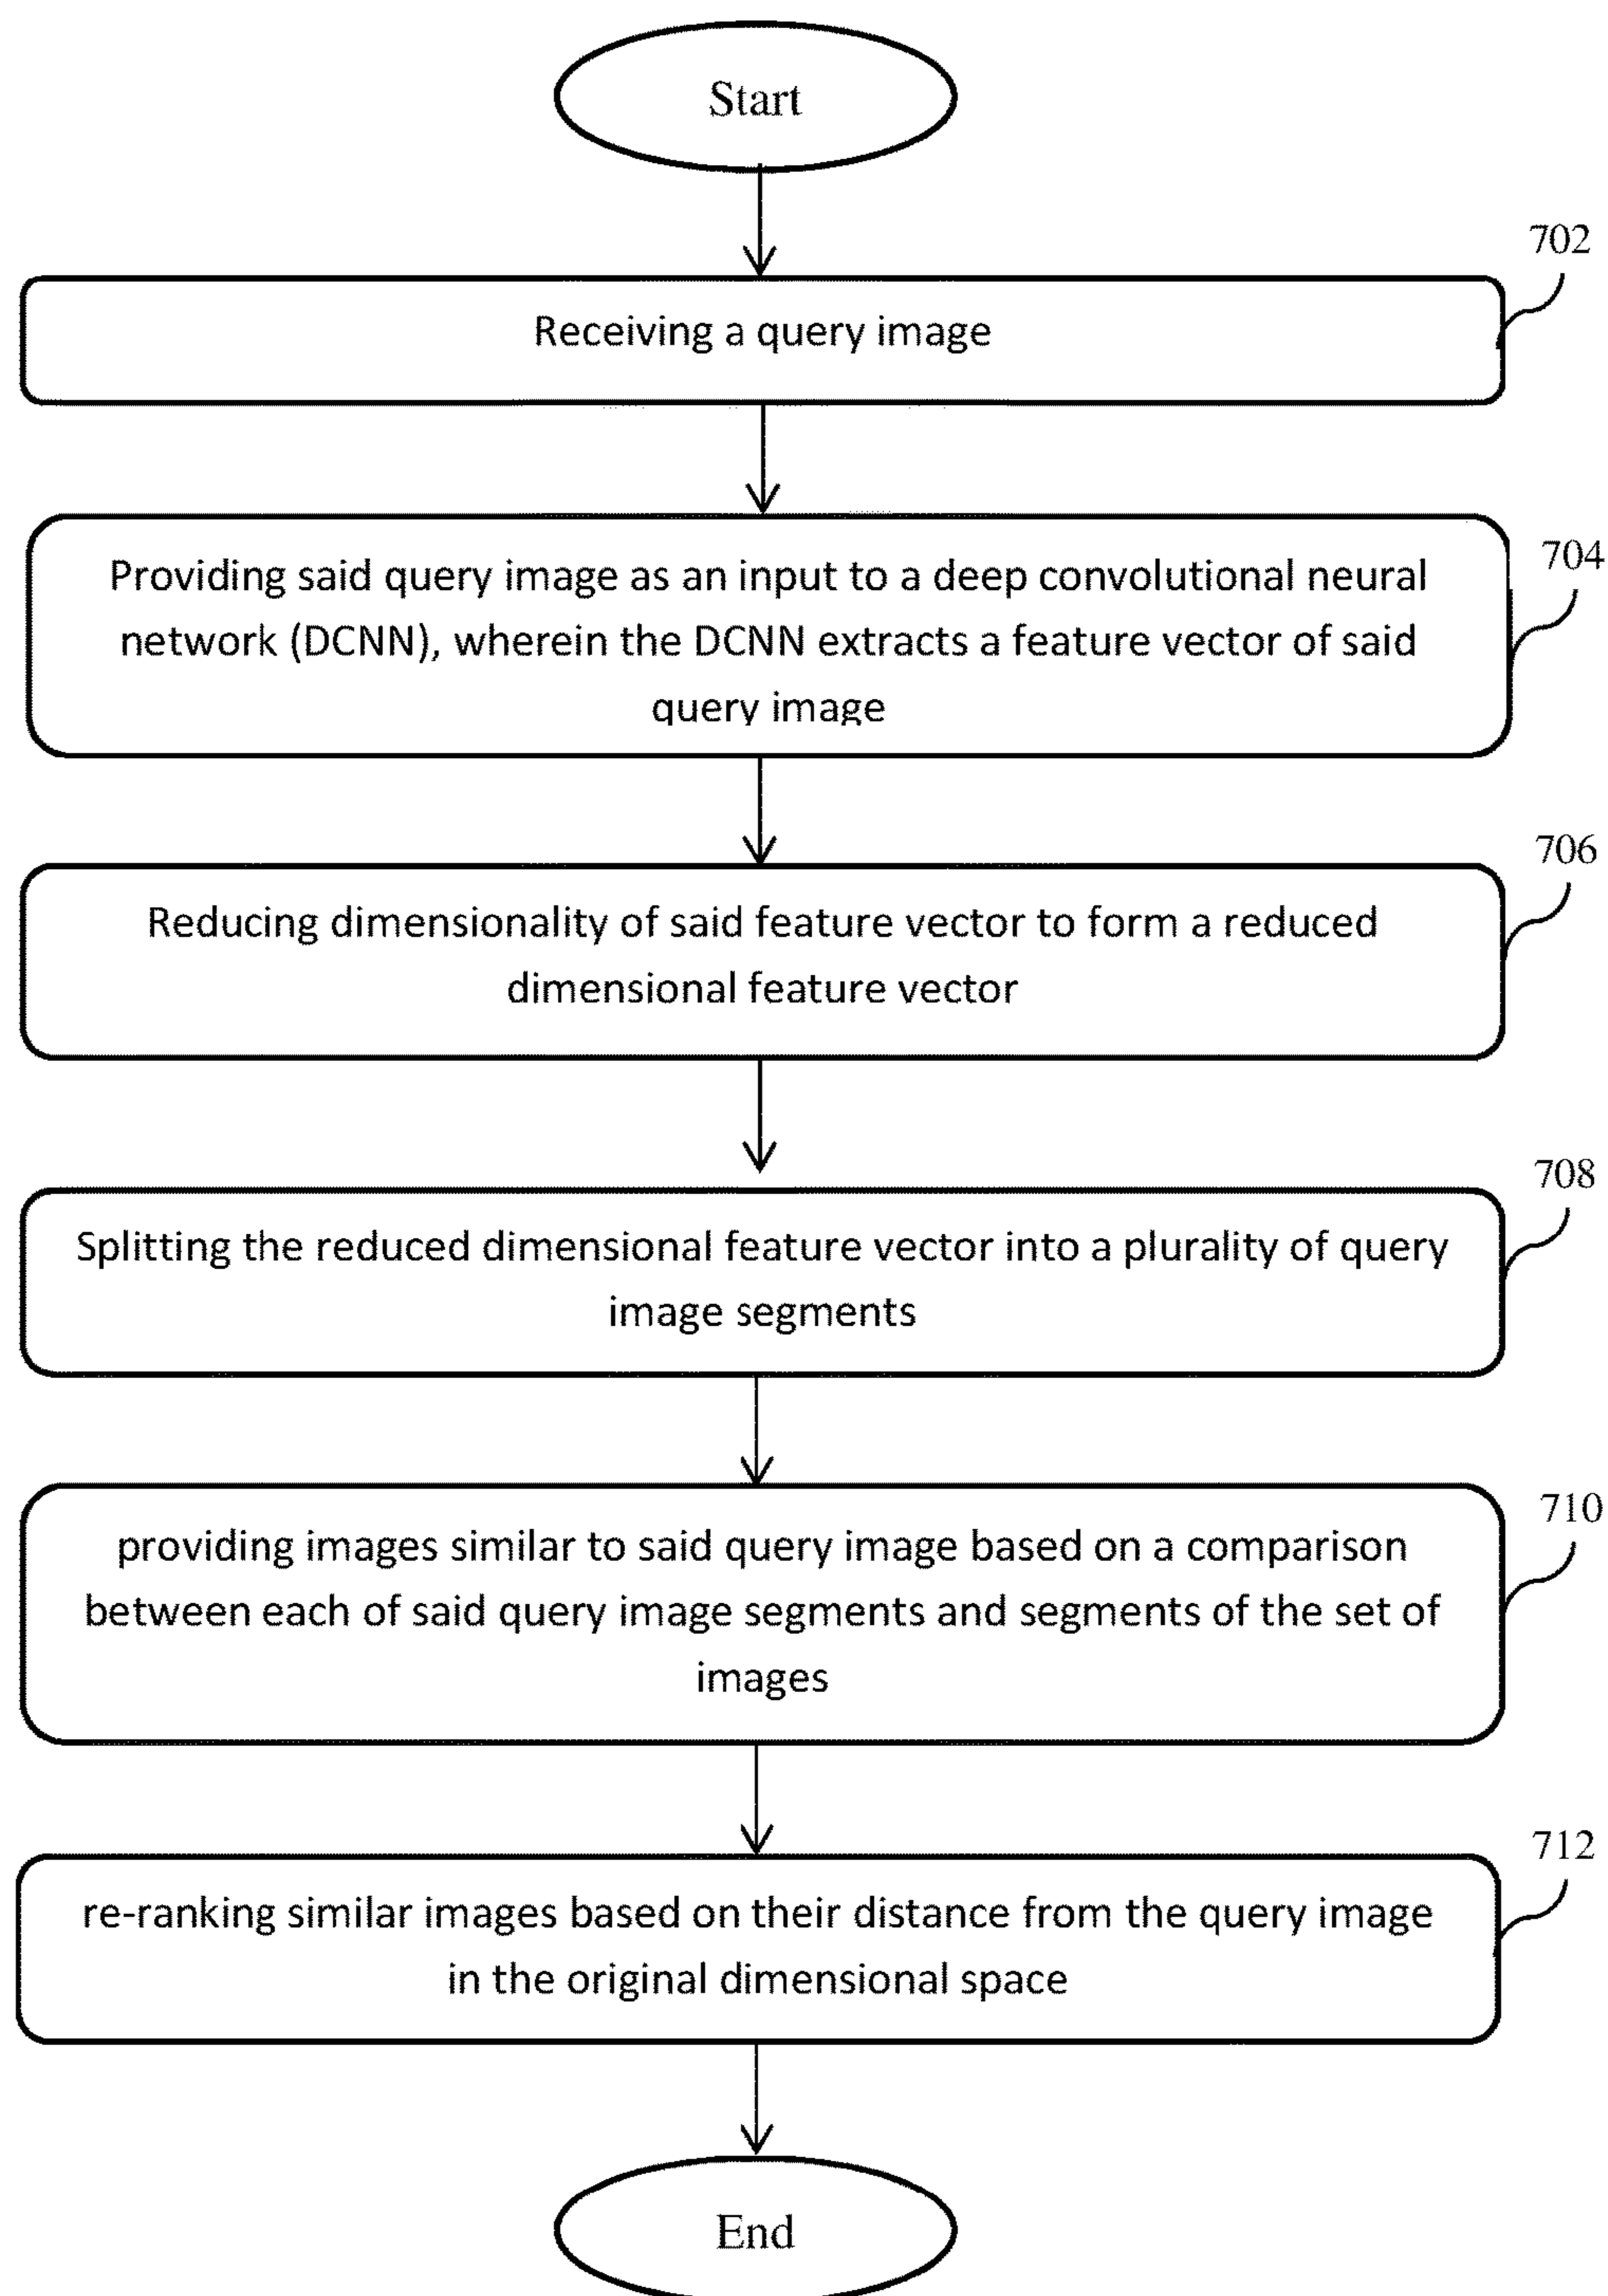 Start
702
Receiving a query image
704
Providing said query image as an input to a deep convolutional neural
network (DCNN), wherein the DCNN extracts a feature vector of said
query image
706
Reducing dimensionality of said feature vector to form a reduced
dimensional feature vector
708
Splitting the reduced dimensional feature vector into a plurality of query
image segments
710
providing images similar to said query image based on a comparison
between each of said query image segments and segments of the set of
images
712
re-ranking similar images based on their distance from the query image
in the original dimensional space
End